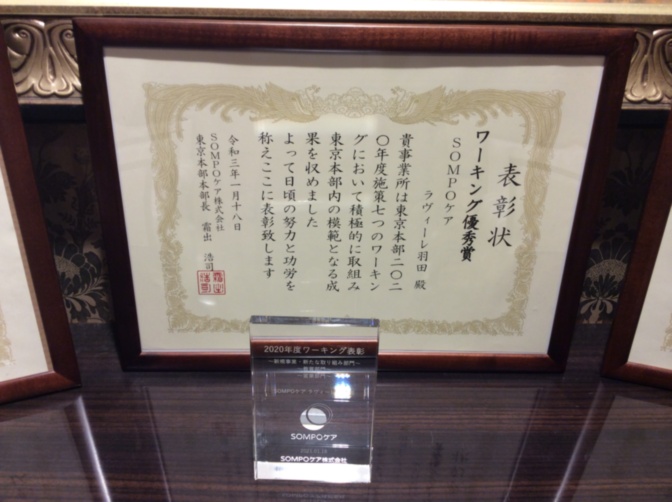 表彰状
ワーキング優秀賞
SOMPOケア
ラヴィーレ羽田 殿
貴事業所は東京本部二〇二
〇年度施策七つのワーキン
グにおいて積極的に取組み
東京本部内の模範となる成
果を収めました
よって日頃の努力と功労を
称えここに表彰致します
令和三年一月十八日
SOMPOケア株式会社
東京本部本部長 霜出 浩司
2020年度ワーキング表彰
SOMPOケア
SOMPOケア株式会社